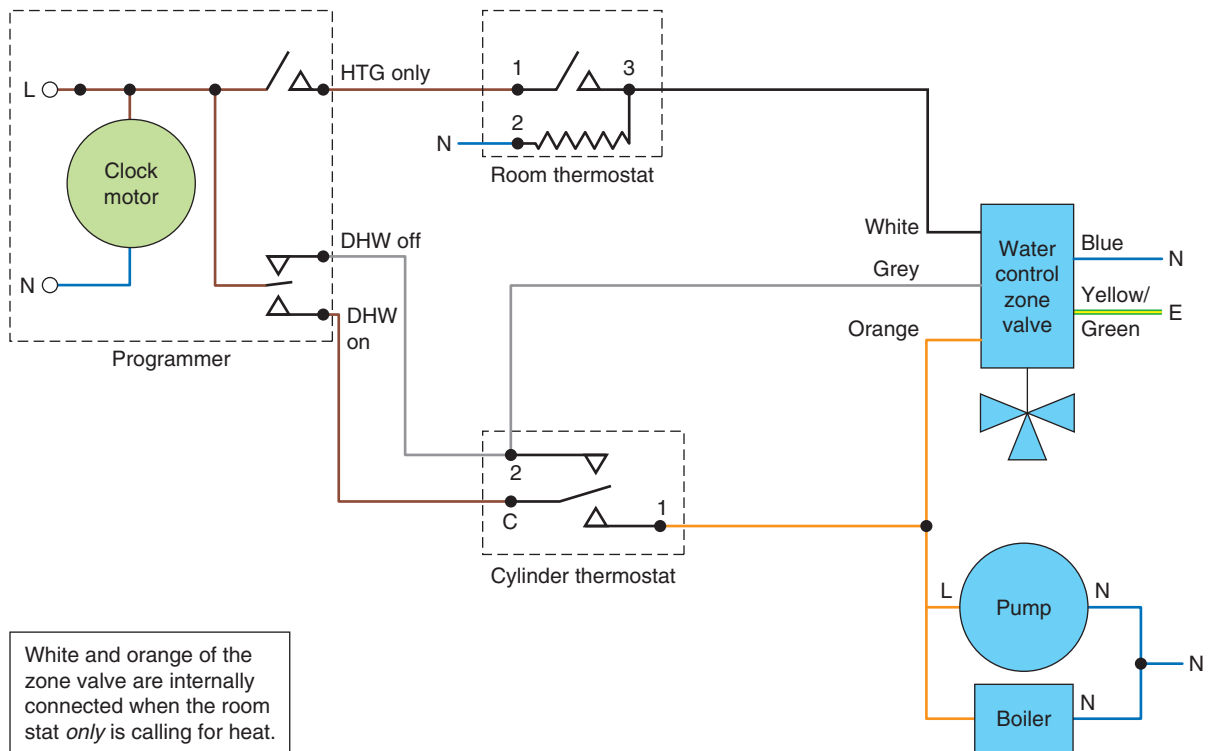 L
N
Clock
motor
HTG only
DHW off
DHW
on
Programmer
1
3
2
N
Room thermostat
White
Grey
Orange
Water
control
zone
valve
Blue
N
Yellow/
Green
E
2
C
1
Cylinder thermostat
L
Pump
N
N
Boiler
N
White and orange of the
zone valve are internally
connected when the room
stat only is calling for heat.